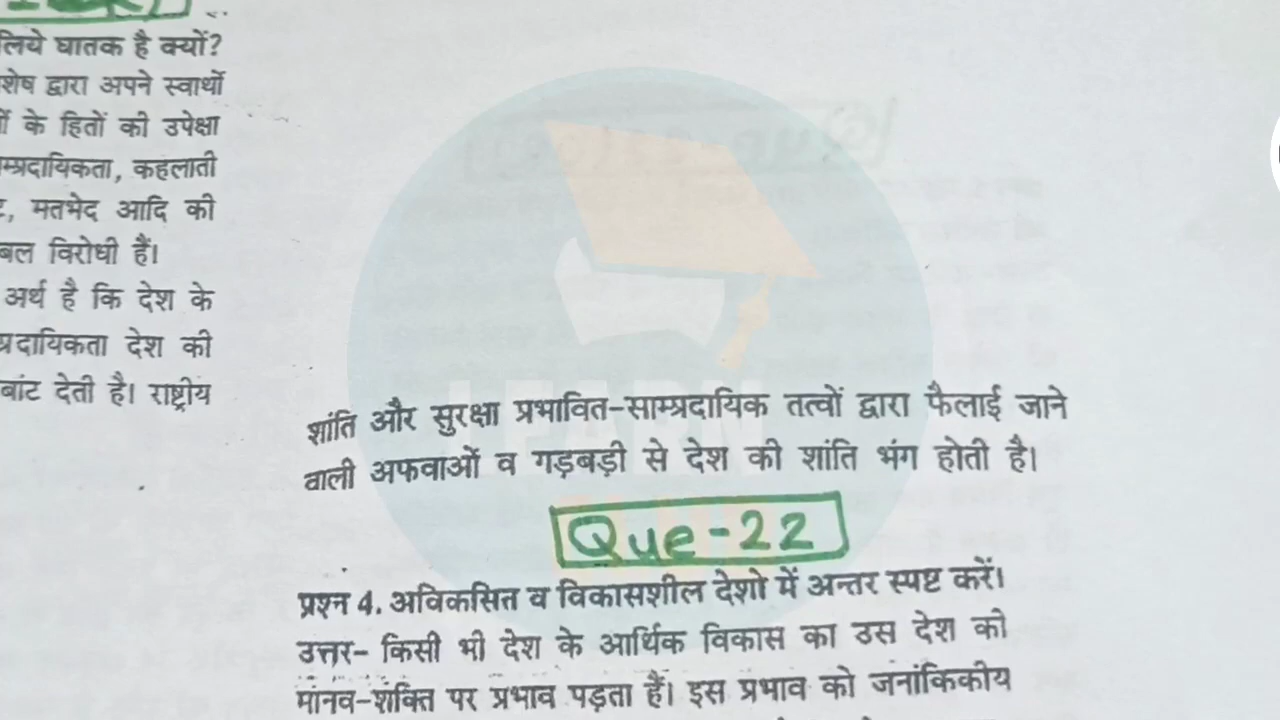 लिये घातक है क्यों?
शेष द्वारा अपने स्वार्थो
के हितों की उपेक्षा
म्प्रदायिकता, कहलाती
मतभेद आदि की
बल विरोधी हैं।
अर्थ है कि देश के
प्रदायिकता देश की
बांट देती है। राष्ट्रीय
शांति और सुरक्षा प्रभावित-साम्प्रदायिक तत्वों द्वारा फैलाई जाने
वाली अफवाओं व गड़बड़ी से देश की शांति भंग होती है।
Que-22
प्रश्न 4. अविकसित व विकासशील देशो में अन्तर स्पष्ट करें।
उत्तर- किसी भी देश के आर्थिक विकास का उस देश की
मानव-शक्ति पर प्रभाव पड़ता हैं। इस प्रभाव को जनांकिकीय
LEARN